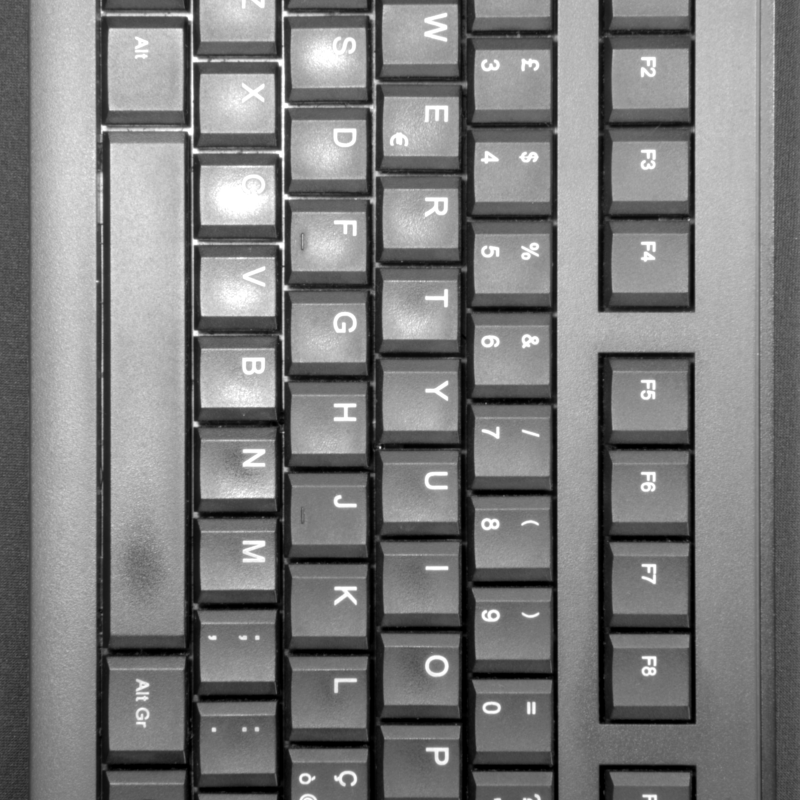 F2 F3 F4 F5 F6 F7 F8
£ $ % & / ( ) =
3 4 5 6 7 8 9 0
W E R T Y U I O P
€
S D F G H J K L ç
ò
Z X C V B N M ; :
, .
Alt Alt Gr